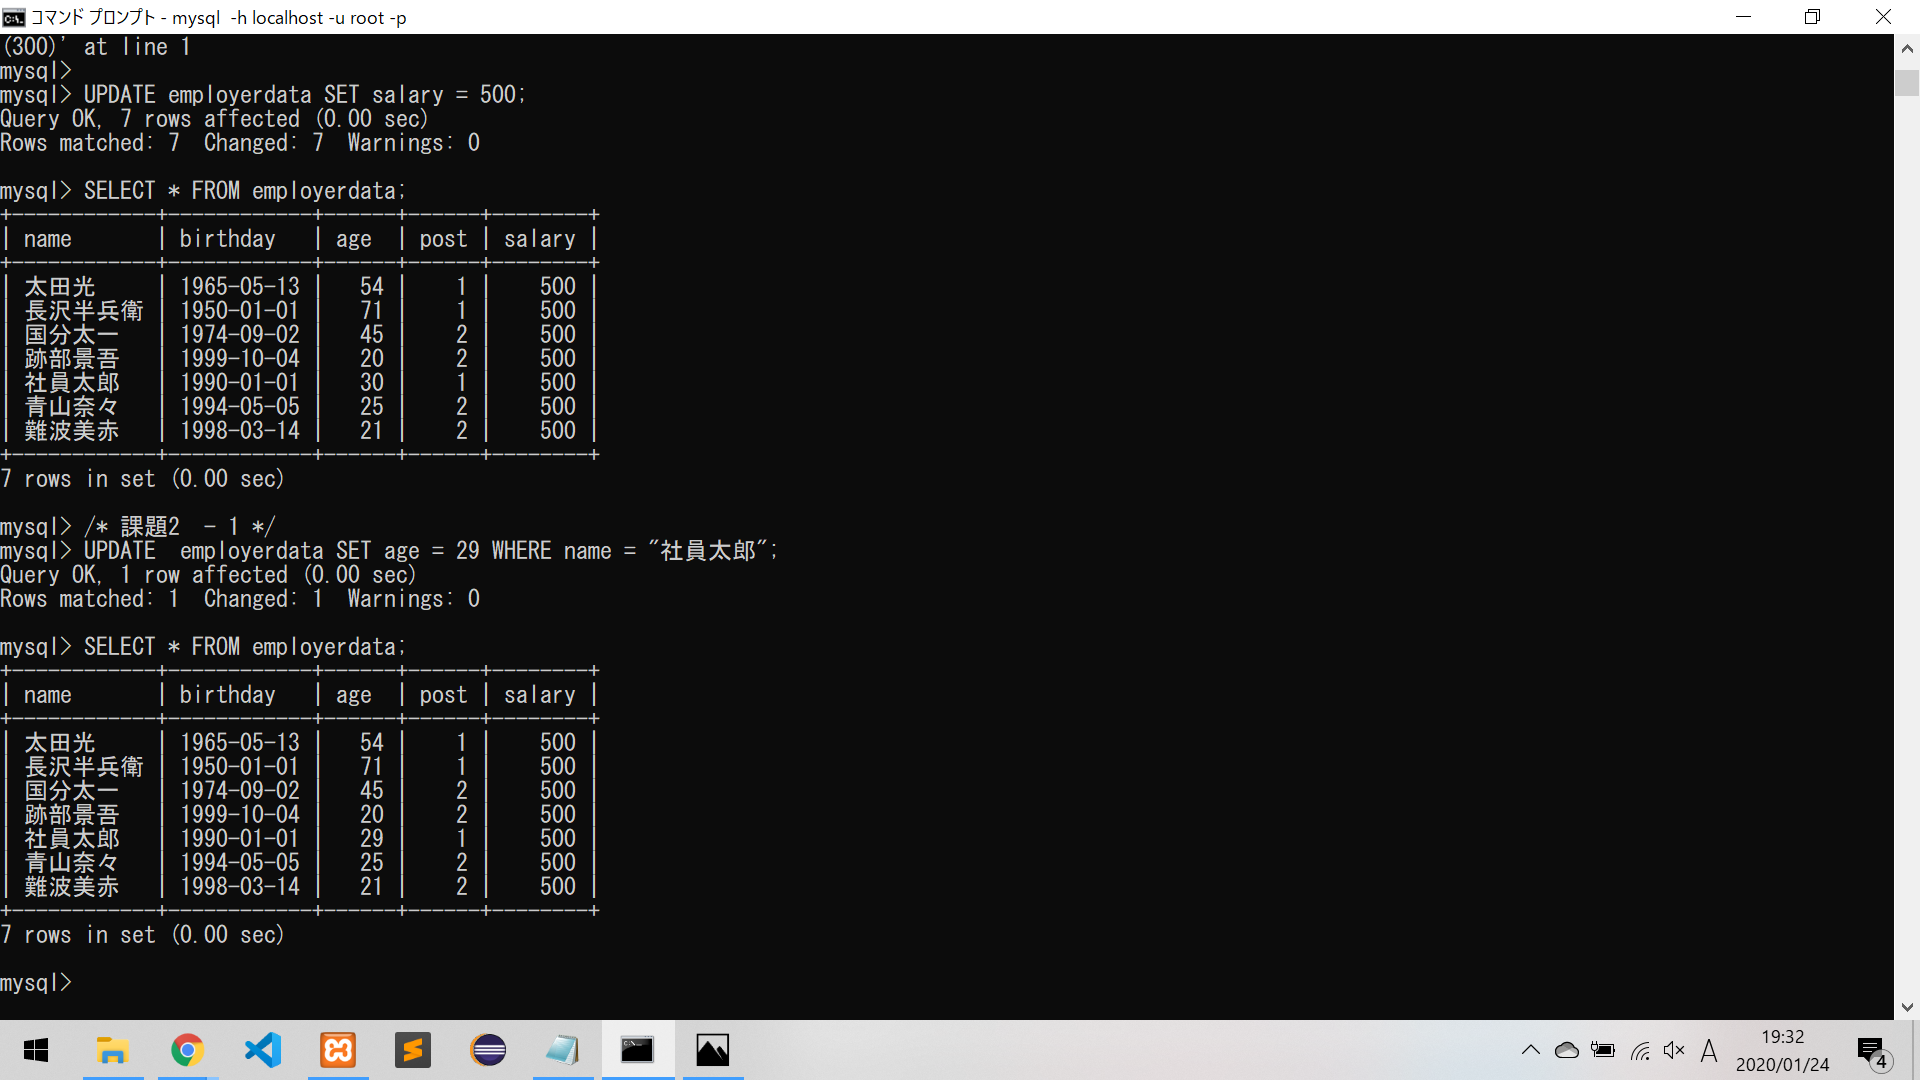 コマンド プロンプト - mysql  -h localhost -u root -p
(300)' at line 1
mysql>
mysql> UPDATE employerdata SET salary = 500;
Query OK, 7 rows affected (0.00 sec)
Rows matched: 7  Changed: 7  Warnings: 0
mysql> SELECT * FROM employerdata;
+------------+------------+------+------+--------+
| name       | birthday   | age  | post | salary |
+------------+------------+------+------+--------+
| 太田光     | 1965-05-13 |   54 |    1 |    500 |
| 長沢半兵衛 | 1950-01-01 |   71 |    1 |    500 |
| 国分太一   | 1974-09-02 |   45 |    2 |    500 |
| 跡部景吾   | 1999-10-04 |   20 |    2 |    500 |
| 社員太郎   | 1990-01-01 |   30 |    1 |    500 |
| 青山奈々   | 1994-05-05 |   25 |    2 |    500 |
| 難波美赤   | 1998-03-14 |   21 |    2 |    500 |
+------------+------------+------+------+--------+
7 rows in set (0.00 sec)
mysql> /* 課題2  - 1 */
mysql> UPDATE  employerdata SET age = 29 WHERE name = "社員太郎";
Query OK, 1 row affected (0.00 sec)
Rows matched: 1  Changed: 1  Warnings: 0
mysql> SELECT * FROM employerdata;
+------------+------------+------+------+--------+
| name       | birthday   | age  | post | salary |
+------------+------------+------+------+--------+
| 太田光     | 1965-05-13 |   54 |    1 |    500 |
| 長沢半兵衛 | 1950-01-01 |   71 |    1 |    500 |
| 国分太一   | 1974-09-02 |   45 |    2 |    500 |
| 跡部景吾   | 1999-10-04 |   20 |    2 |    500 |
| 社員太郎   | 1990-01-01 |   29 |    1 |    500 |
| 青山奈々   | 1994-05-05 |   25 |    2 |    500 |
| 難波美赤   | 1998-03-14 |   21 |    2 |    500 |
+------------+------------+------+------+--------+
7 rows in set (0.00 sec)
mysql>
A
19:32
2020/01/24
4